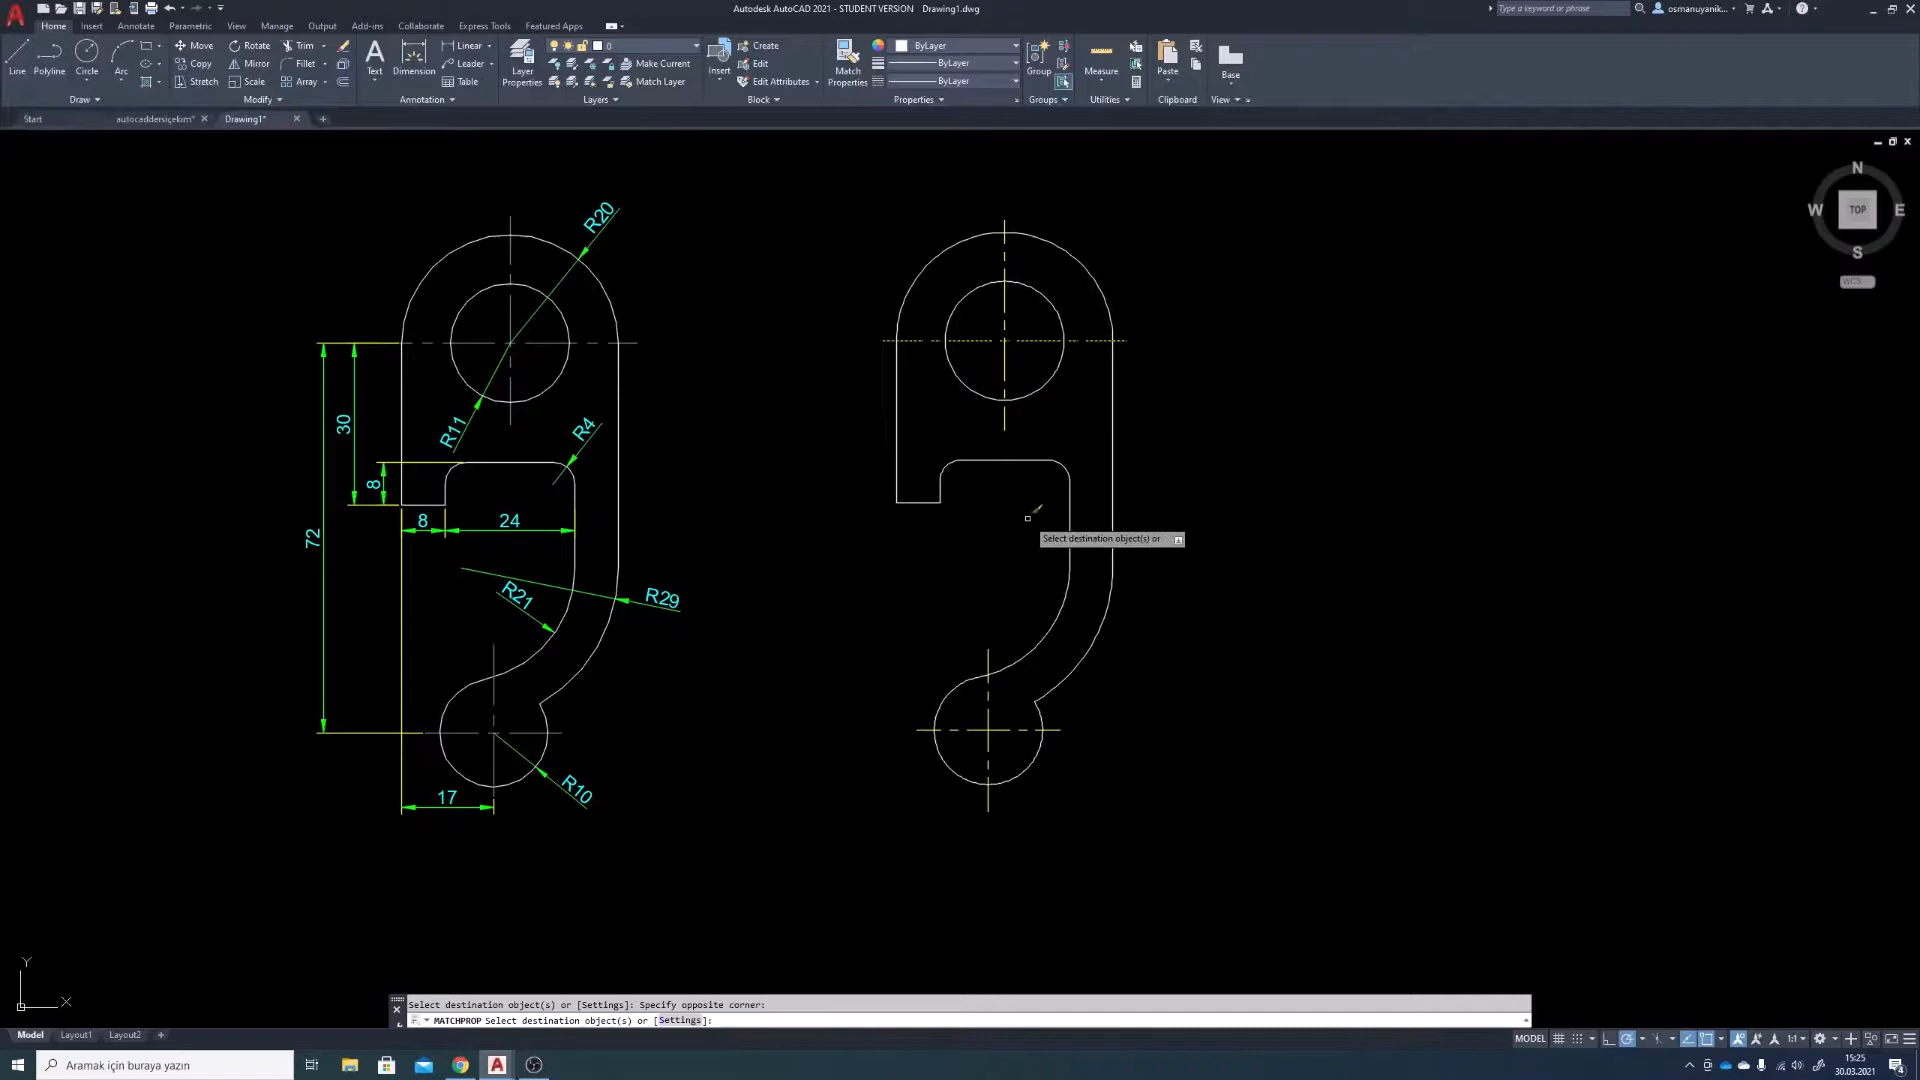 Autodesk AutoCAD 2021 - STUDENT VERSION Drawing1.dwg
Type a keyword or phrase
osmanuyanik...
Home Insert Annotate Parametric View Manage Output Add-ins Collaborate Express Tools Featured Apps
Line Polyline Circle Arc
Move Rotate Trim
Copy Mirror Fillet
Stretch Scale Array
Text Dimension
Linear
Leader
Table
Layer Properties
0
Make Current
Match Layer
Insert
Create
Edit
Edit Attributes
Match Properties
ByLayer
ByLayer
ByLayer
Group
Measure
Paste
Base
Draw Modify Annotation Layers Block Properties Groups Utilities Clipboard View
Start autocaddersiçekim* Drawing1*
N
W TOP E
S
WCS
R20
R11
R4
30
8
8
24
72
R21
R29
R10
17
Select destination object(s) or
Y
X
Select destination object(s) or [Settings]: Specify opposite corner:
MATCHPROP Select destination object(s) or [Settings]:
Model Layout1 Layout2
MODEL 1:1
Aramak için buraya yazın
A
15:25
30.03.2021
4